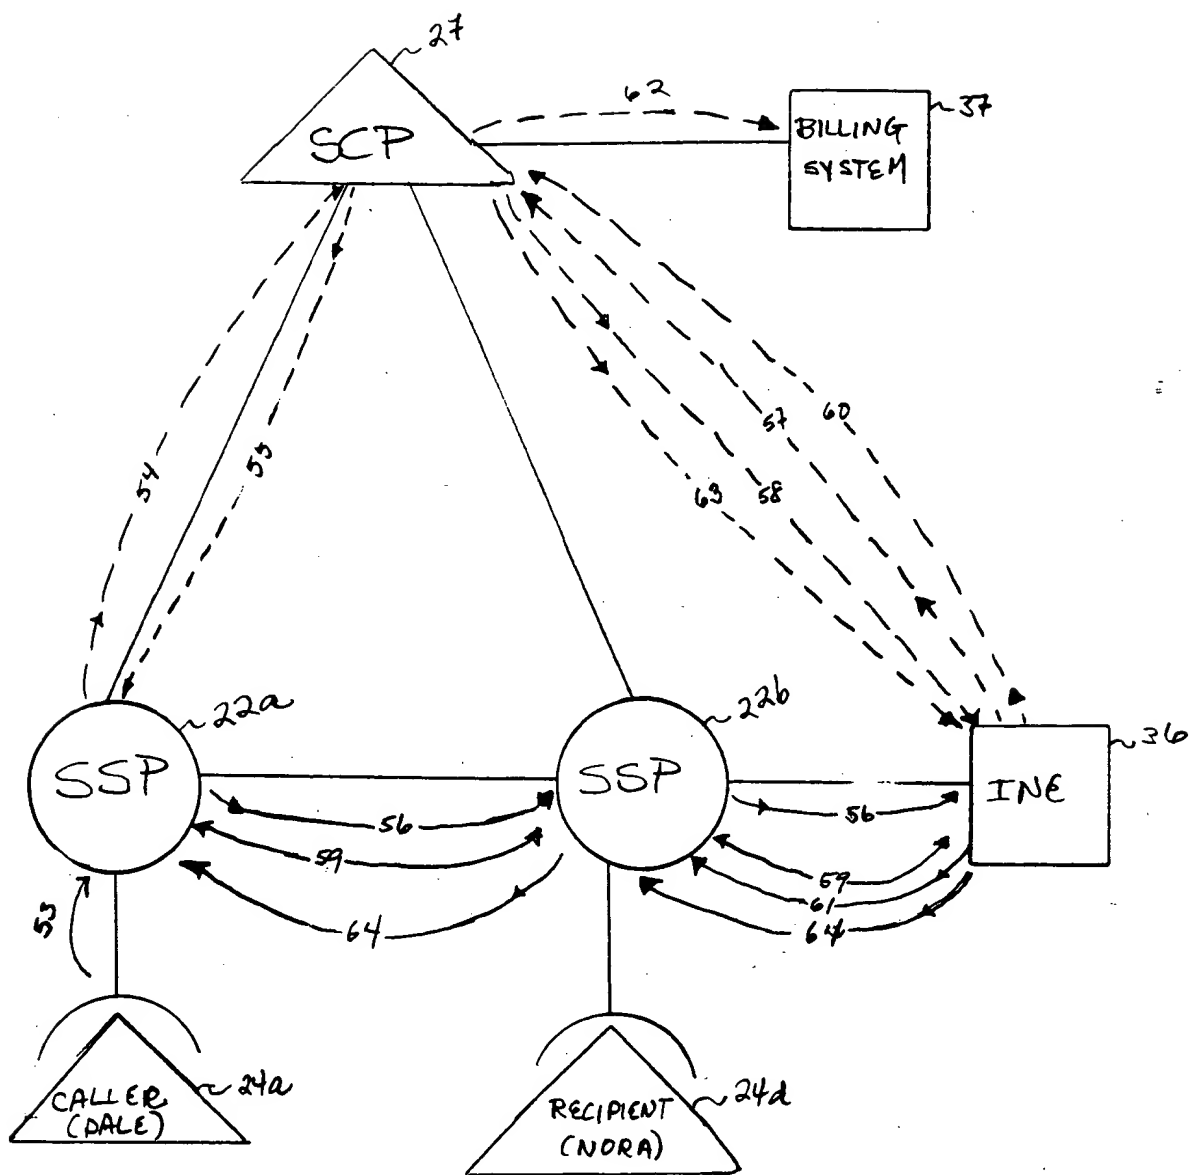 27
62
SCP
BILLING
SYSTEM
37
54
55
57
60
63
58
22a
22b
36
SSP
SSP
INE
56
56
59
59
61
64
64
53
CALLER
(DALE)
24a
RECIPIENT
(NORA)
24d